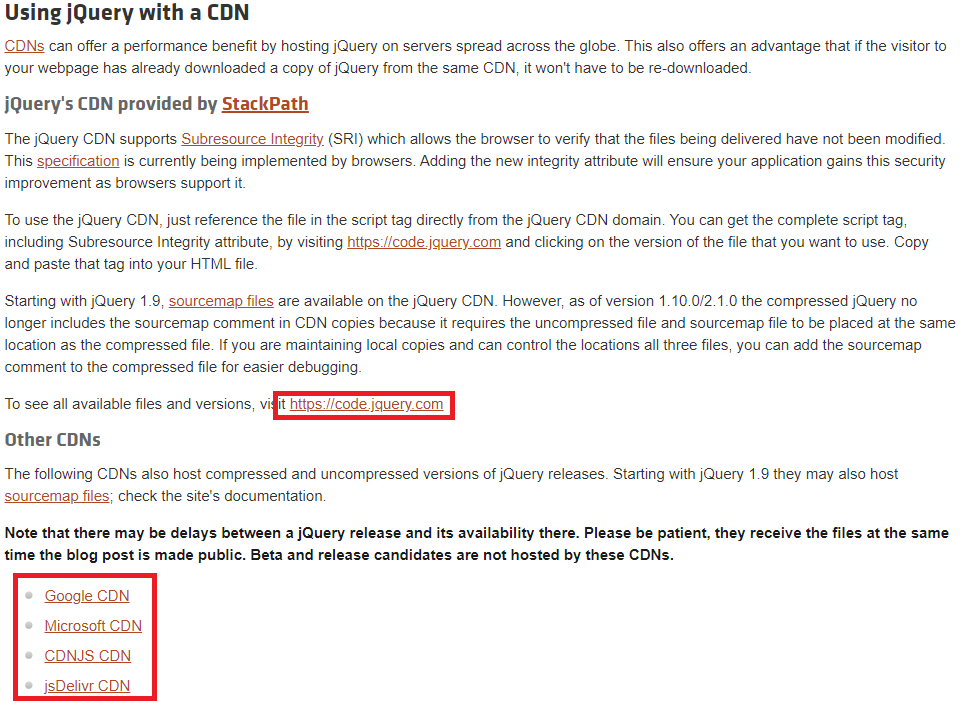 Using jQuery with a CDN
CDNs can offer a performance benefit by hosting jQuery on servers spread across the globe. This also offers an advantage that if the visitor to
your webpage has already downloaded a copy of jQuery from the same CDN, it won't have to be re-downloaded.
jQuery's CDN provided by StackPath
The jQuery CDN supports Subresource Integrity (SRI) which allows the browser to verify that the files being delivered have not been modified.
This specification is currently being implemented by browsers. Adding the new integrity attribute will ensure your application gains this security
improvement as browsers support it.
To use the jQuery CDN, just reference the file in the script tag directly from the jQuery CDN domain. You can get the complete script tag,
including Subresource Integrity attribute, by visiting https://code.jquery.com and clicking on the version of the file that you want to use. Copy
and paste that tag into your HTML file.
Starting with jQuery 1.9, sourcemap files are available on the jQuery CDN. However, as of version 1.10.0/2.1.0 the compressed jQuery no
longer includes the sourcemap comment in CDN copies because it requires the uncompressed file and sourcemap file to be placed at the same
location as the compressed file. If you are maintaining local copies and can control the locations all three files, you can add the sourcemap
comment to the compressed file for easier debugging.
To see all available files and versions, visit https://code.jquery.com
Other CDNs
The following CDNs also host compressed and uncompressed versions of jQuery releases. Starting with jQuery 1.9 they may also host
sourcemap files; check the site's documentation.
Note that there may be delays between a jQuery release and its availability there. Please be patient, they receive the files at the same
time the blog post is made public. Beta and release candidates are not hosted by these CDNs.
Google CDN
Microsoft CDN
CDNJS CDN
jsDelivr CDN